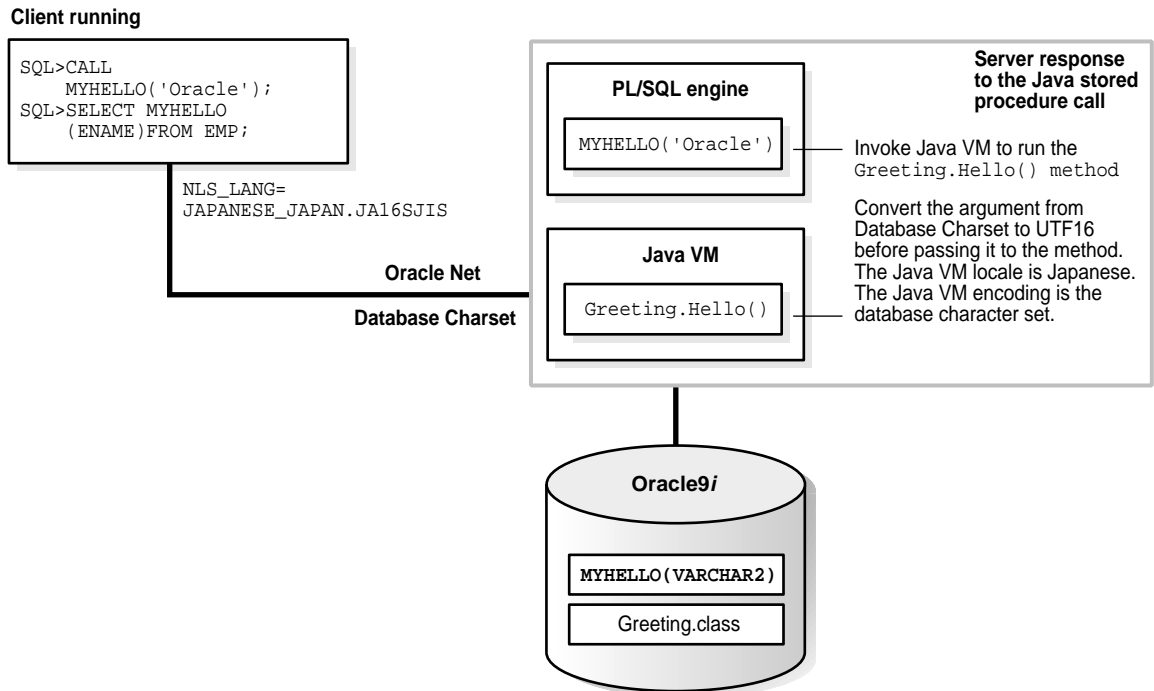 Client running
SQL>CALL
MYHELLO('Oracle');
SQL>SELECT MYHELLO
(ENAME)FROM EMP;
NLS_LANG=
JAPANESE_JAPAN.JA16SJIS
Oracle Net
Database Charset
Server response
to the Java stored
procedure call
PL/SQL engine
MYHELLO('Oracle')
Invoke Java VM to run the
Greeting.Hello() method
Java VM
Greeting.Hello()
Convert the argument from
Database Charset to UTF16
before passing it to the method.
The Java VM locale is Japanese.
The Java VM encoding is the
database character set.
Oracle9i
MYHELLO(VARCHAR2)
Greeting.class